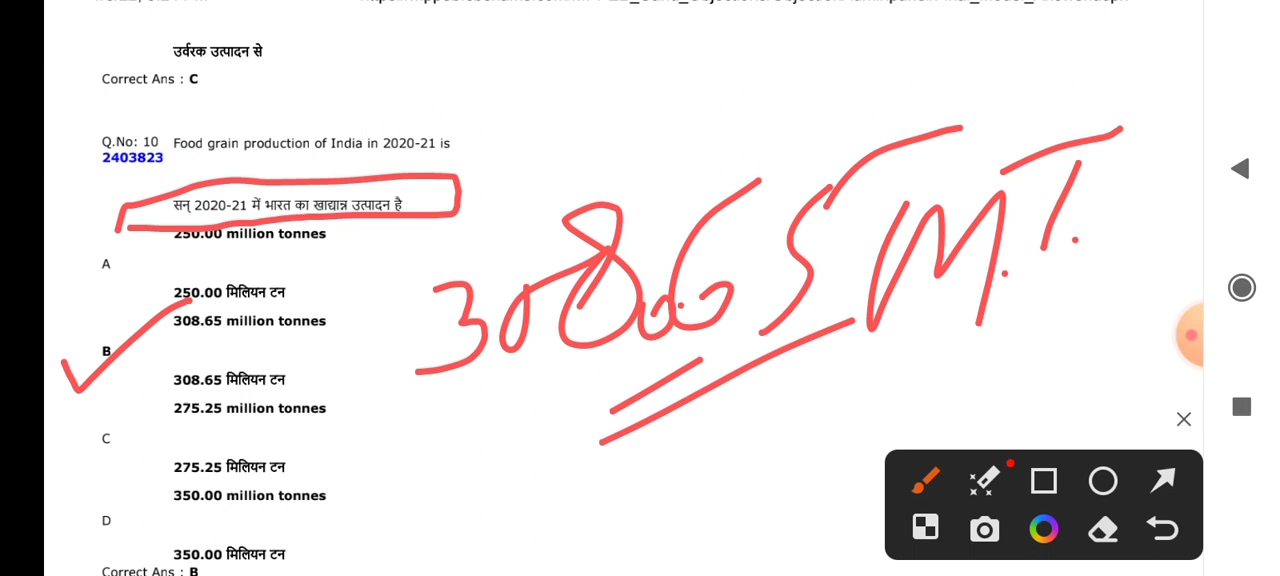 उर्वरक उत्पादन से
Correct Ans : C
Q.No: 10 Food grain production of India in 2020-21 is
2403823
सन् 2020-21 में भारत का खाद्यान्न उत्पादन है
250.00 million tonnes
A
250.00 मिलियन टन
308.65 million tonnes
B
308.65 मिलियन टन
275.25 million tonnes
C
275.25 मिलियन टन
350.00 million tonnes
D
350.00 मिलियन टन
Correct Ans : B
308.65 M.T.